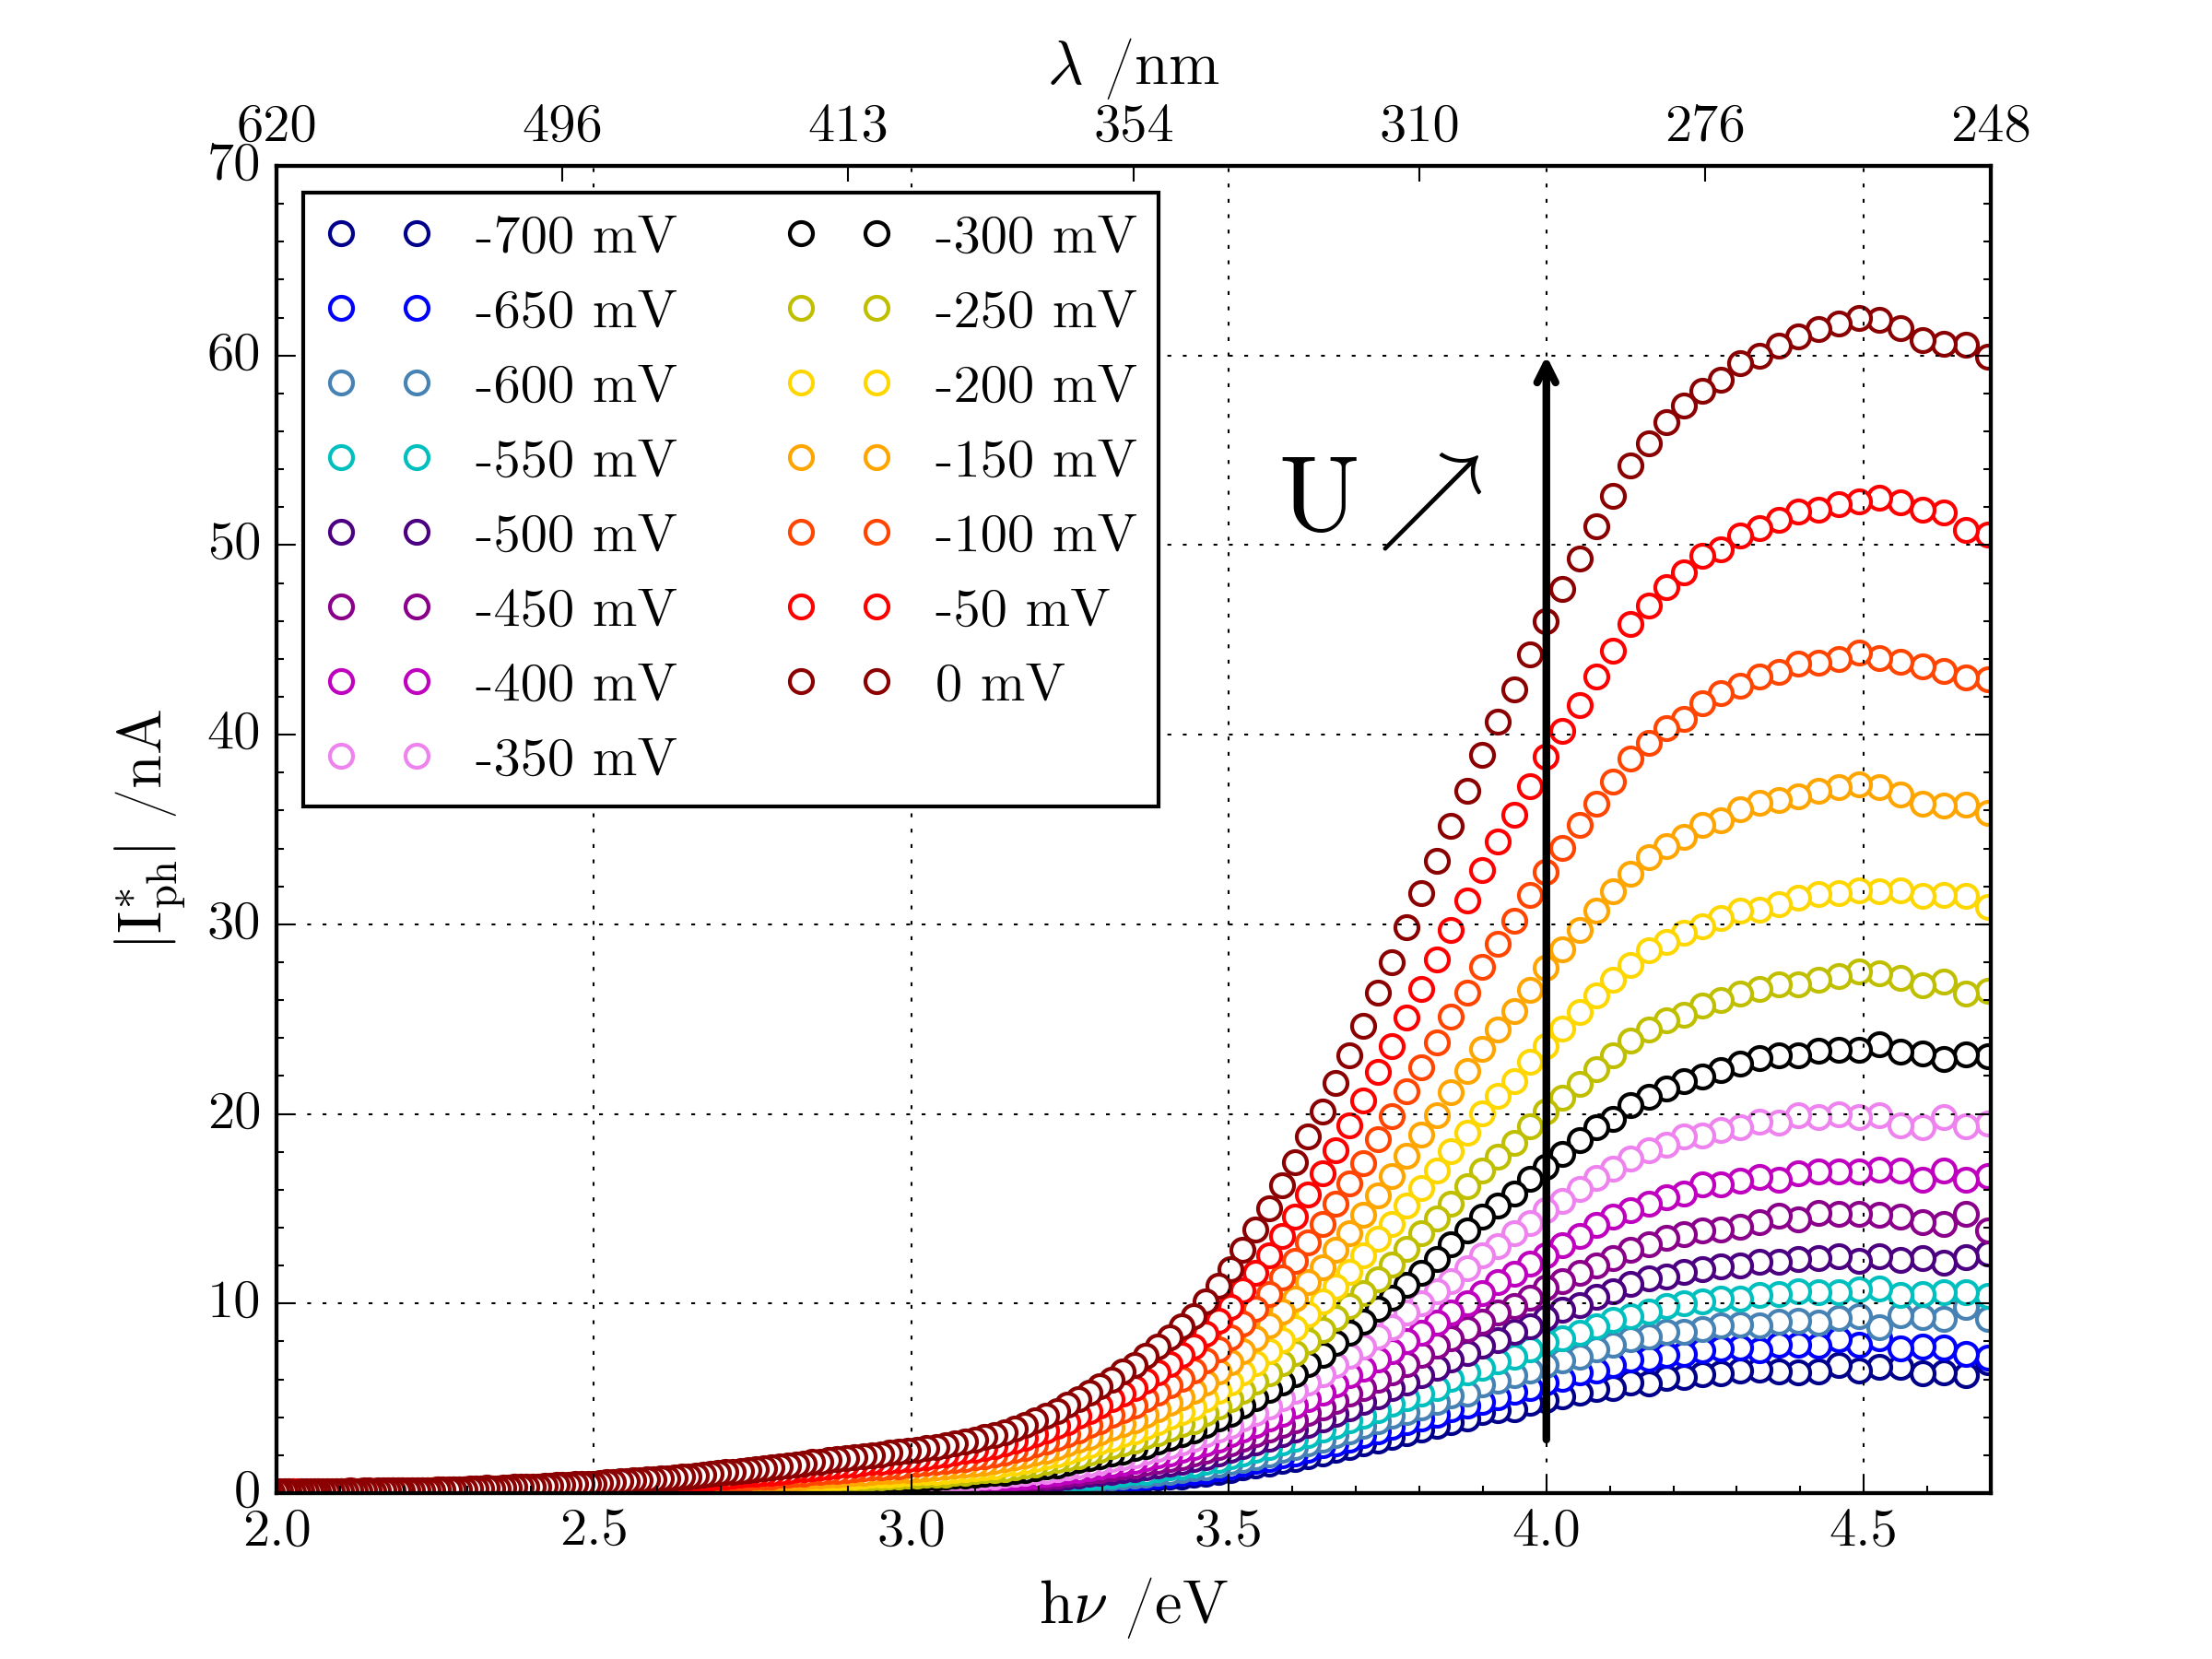 λ /nm
620 496 413 354 310 276 248
70
60
50
40
30
20
10
0
|I*ph| /nA
-700 mV
-650 mV
-600 mV
-550 mV
-500 mV
-450 mV
-400 mV
-350 mV
-300 mV
-250 mV
-200 mV
-150 mV
-100 mV
-50 mV
0 mV
U ↗
2.0 2.5 3.0 3.5 4.0 4.5
hν /eV